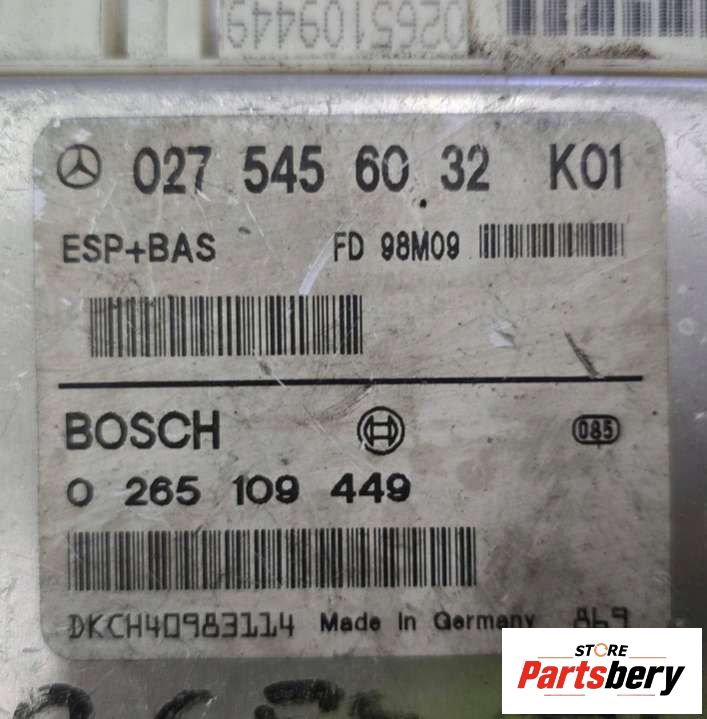 0265109449
027 545 60 32 K01
ESP+BAS FD 98M09
BOSCH 085
0 265 109 449
DKCH40983114 Made in Germany 869
STORE
Partsbery